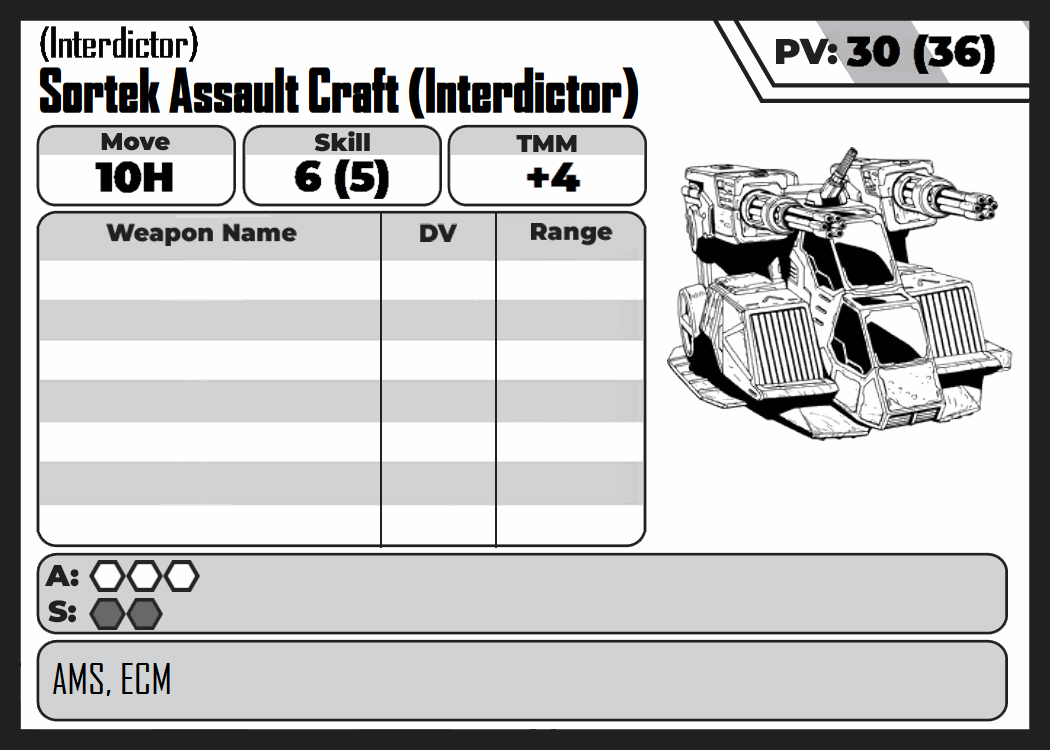 (Interdictor)
Sortek Assault Craft (Interdictor)
PV: 30 (36)
Move
10H
Skill
6 (5)
TMM
+4
Weapon Name DV Range
A:
S:
AMS, ECM